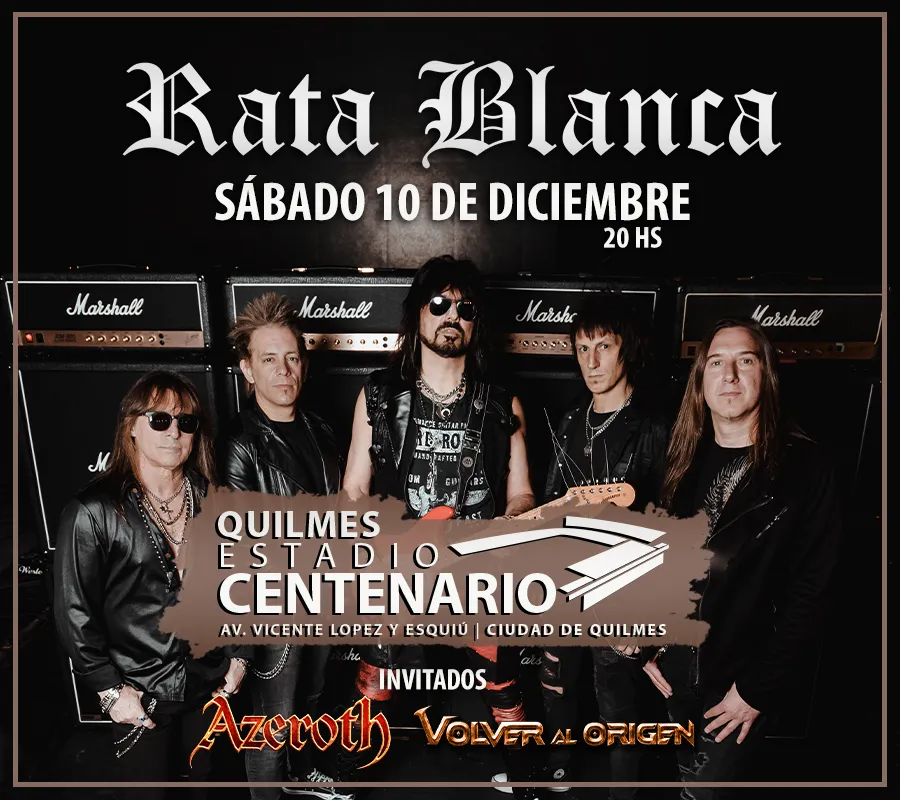 Rata Blanca
SÁBADO 10 DE DICIEMBRE
20 HS
Marshall
Marshall
Marsha
Marshall
M
QUILMES
ESTADIO
CENTENARIO
AV. VICENTE LOPEZ Y ESQUIÚ | CIUDAD DE QUILMES
INVITADOS
Azeroth
VOLVER AL ORIGEN